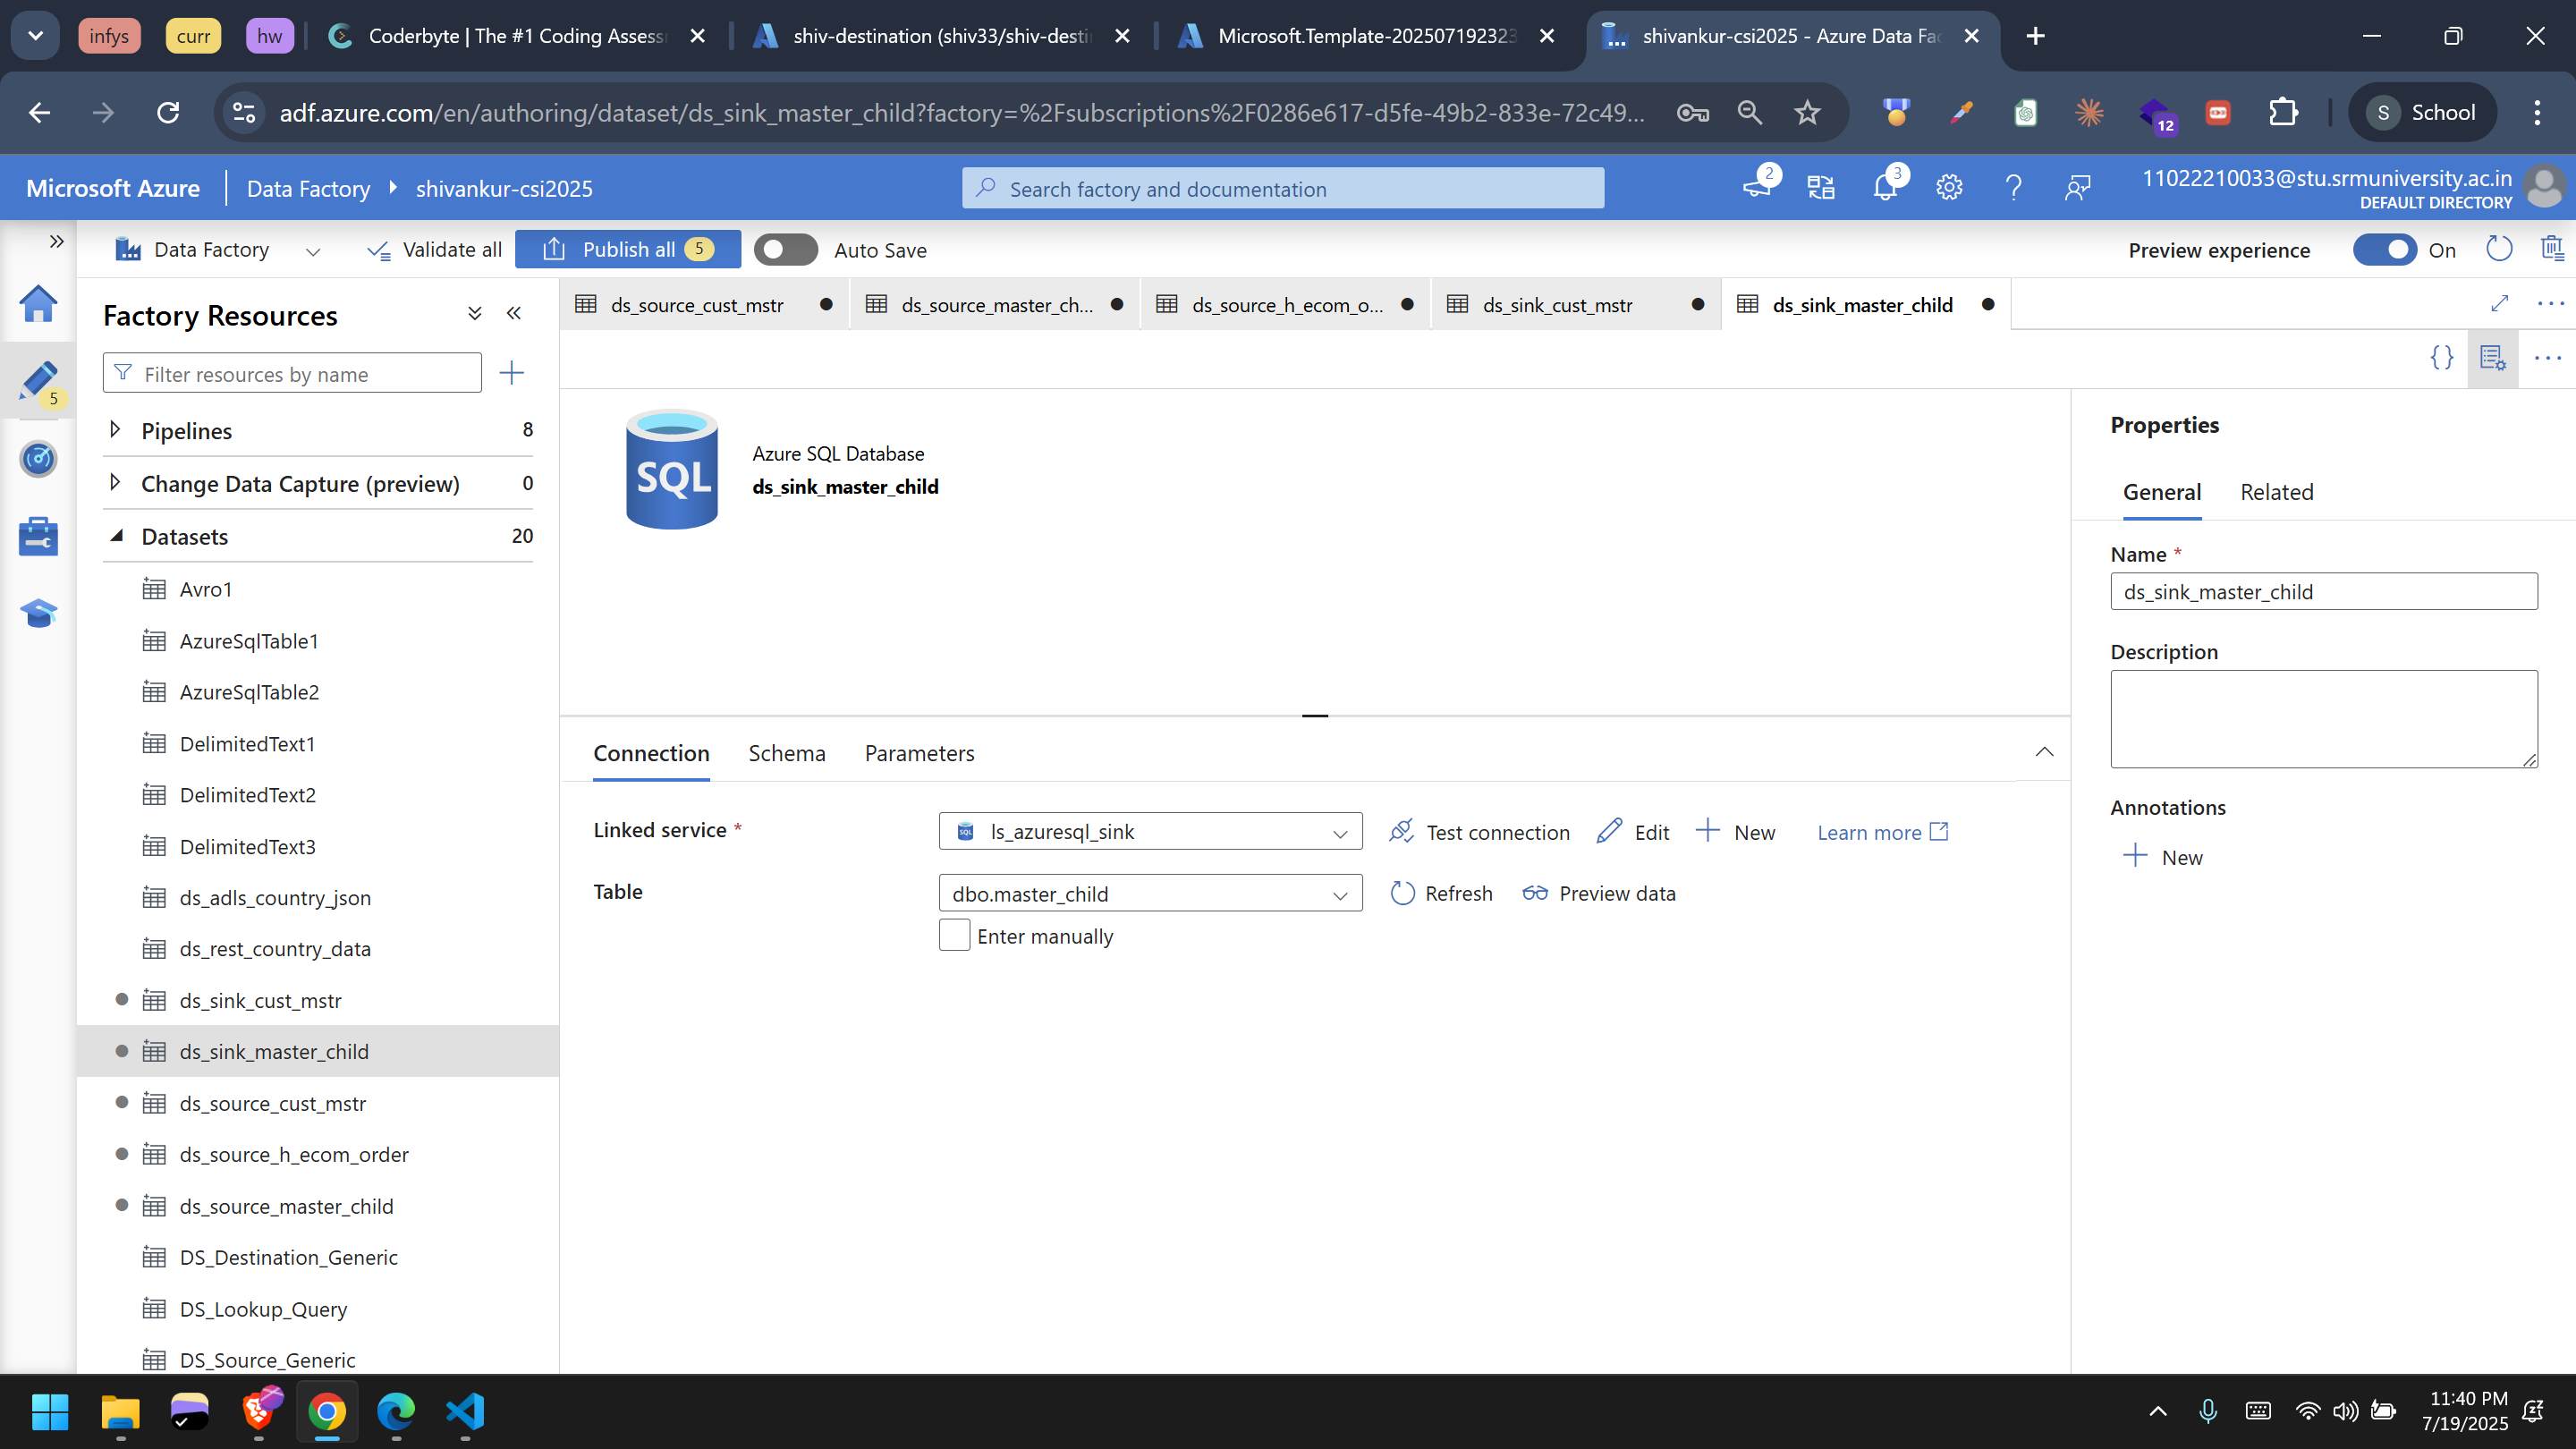 infys
curr
hw
Coderbyte | The #1 Coding Assess
shiv-destination (shiv33/shiv-desti
Microsoft.Template-202507192323
shivankur-csi2025 - Azure Data Fac
adf.azure.com/en/authoring/dataset/ds_sink_master_child?factory=%2Fsubscriptions%2F0286e617-d5fe-49b2-833e-72c49...
12
S
School
Microsoft Azure
Data Factory
shivankur-csi2025
Search factory and documentation
2
3
11022210033@stu.srmuniversity.ac.in
DEFAULT DIRECTORY
Data Factory
Validate all
Publish all
5
Auto Save
Preview experience
On
5
Factory Resources
Filter resources by name
Pipelines 8
Change Data Capture (preview) 0
Datasets 20
Avro1
AzureSqlTable1
AzureSqlTable2
DelimitedText1
DelimitedText2
DelimitedText3
ds_adls_country_json
ds_rest_country_data
ds_sink_cust_mstr
ds_sink_master_child
ds_source_cust_mstr
ds_source_h_ecom_order
ds_source_master_child
DS_Destination_Generic
DS_Lookup_Query
DS_Source_Generic
ds_source_cust_mstr
ds_source_master_ch...
ds_source_h_ecom_o...
ds_sink_cust_mstr
ds_sink_master_child
SQL
Azure SQL Database
ds_sink_master_child
Connection
Schema
Parameters
Linked service *
SQL
ls_azuresql_sink
Test connection
Edit
New
Learn more
Table
dbo.master_child
Refresh
Preview data
Enter manually
Properties
General
Related
Name *
ds_sink_master_child
Description
Annotations
New
11:40 PM
7/19/2025